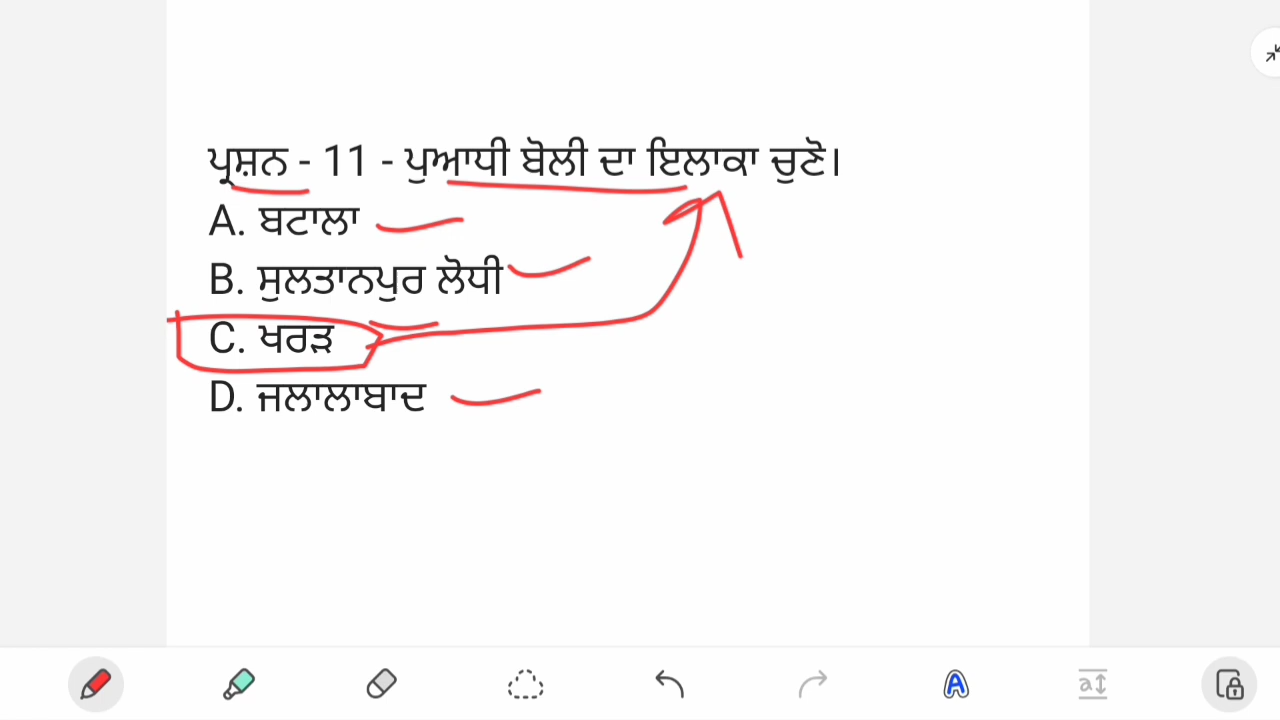 ਪ੍ਰਸ਼ਨ - 11 - ਪੁਆਧੀ ਬੋਲੀ ਦਾ ਇਲਾਕਾ ਚੁਣੋ।
A. ਬਟਾਲਾ
B. ਸੁਲਤਾਨਪੁਰ ਲੋਧੀ
C. ਖਰੜ
D. ਜਲਾਲਾਬਾਦ
A a